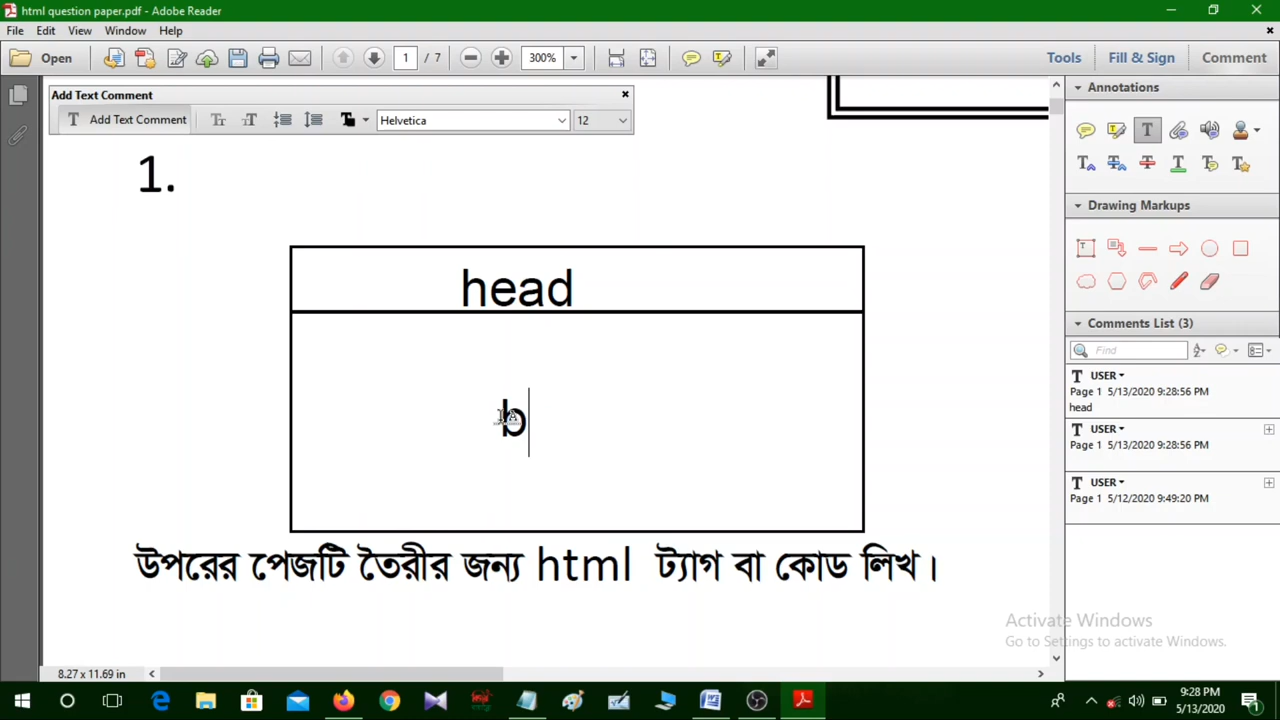 html question paper.pdf - Adobe Reader
File Edit View Window Help
Open 1 / 7 300% Tools Fill & Sign Comment
Add Text Comment
T Add Text Comment Helvetica 12
Annotations
1.
Drawing Markups
head
b
Comments List (3)
Find
USER
Page 1 5/13/2020 9:28:56 PM
head
USER
Page 1 5/13/2020 9:28:56 PM
USER
Page 1 5/12/2020 9:49:20 PM
উপরের পেজটি তৈরীর জন্য html ট্যাগ বা কোড লিখ।
Activate Windows
Go to Settings to activate Windows.
8.27 x 11.69 in
9:28 PM
5/13/2020